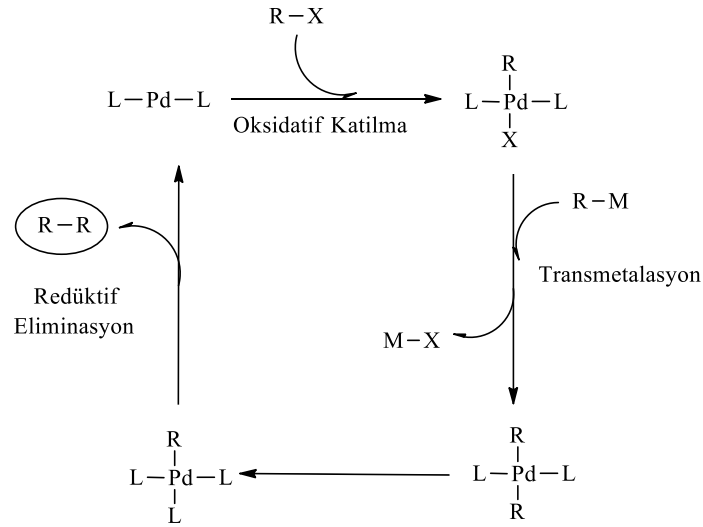 R–X
L–Pd–L
Oksidatif Katilma
R
L–Pd–L
X
R–M
Transmetalasyon
M–X
R–R
Redüktif
Eliminasyon
R
L–Pd–L
L
R
L–Pd–L
R